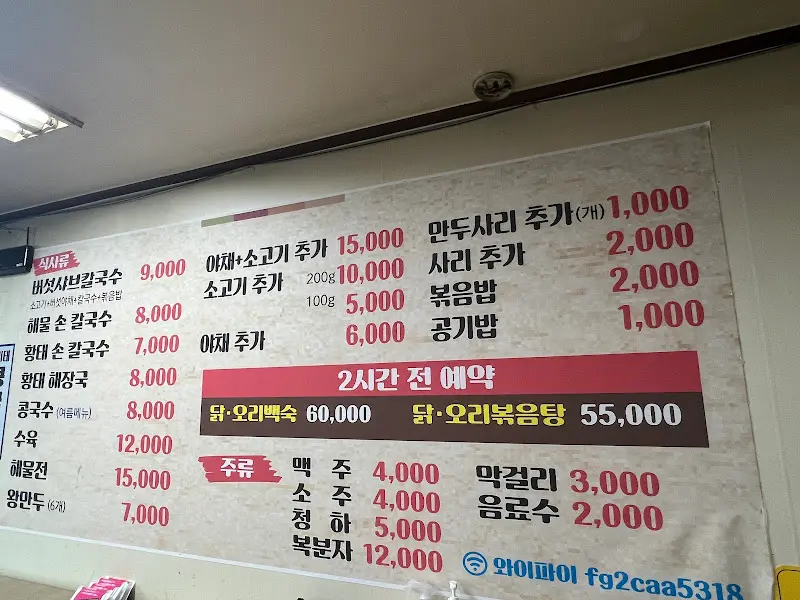 식사류
버섯샤브칼국수 9,000
소고기+버섯야채+칼국수+볶음밥
해물 손 칼국수 8,000
황태 손 칼국수 7,000
황태 해장국 8,000
콩국수 (여름메뉴) 8,000
수육 12,000
해물전 15,000
왕만두 (6개) 7,000
야채+소고기 추가 15,000
소고기 추가 200g 10,000
100g 5,000
야채 추가 6,000
만두사리 추가(개) 1,000
사리 추가 2,000
볶음밥 2,000
공기밥 1,000
2시간 전 예약
닭·오리백숙 60,000 닭·오리볶음탕 55,000
주류
맥 주 4,000
소 주 4,000
청 하 5,000
복분자 12,000
막걸리 3,000
음료수 2,000
와이파이 fg2caa5318